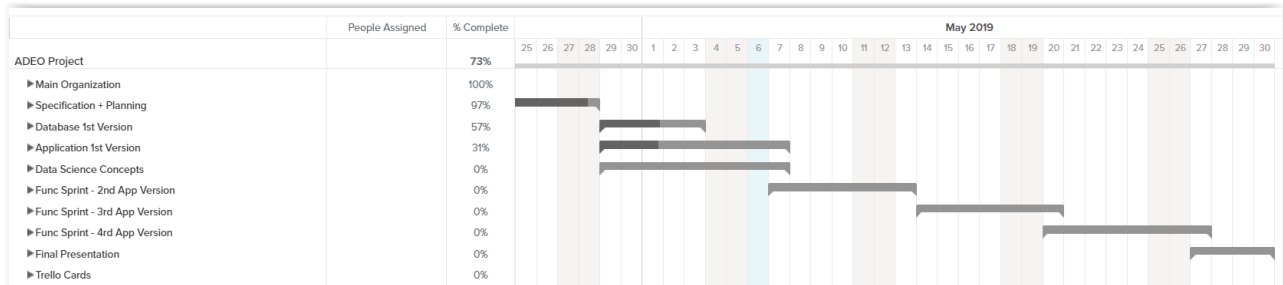 People Assigned % Complete May 2019
25 26 27 28 29 30 1 2 3 4 5 6 7 8 9 10 11 12 13 14 15 16 17 18 19 20 21 22 23 24 25 26 27 28 29 30
ADEO Project 73%
Main Organization 100%
Specification + Planning 97%
Database 1st Version 57%
Application 1st Version 31%
Data Science Concepts 0%
Func Sprint - 2nd App Version 0%
Func Sprint - 3rd App Version 0%
Func Sprint - 4rd App Version 0%
Final Presentation 0%
Trello Cards 0%